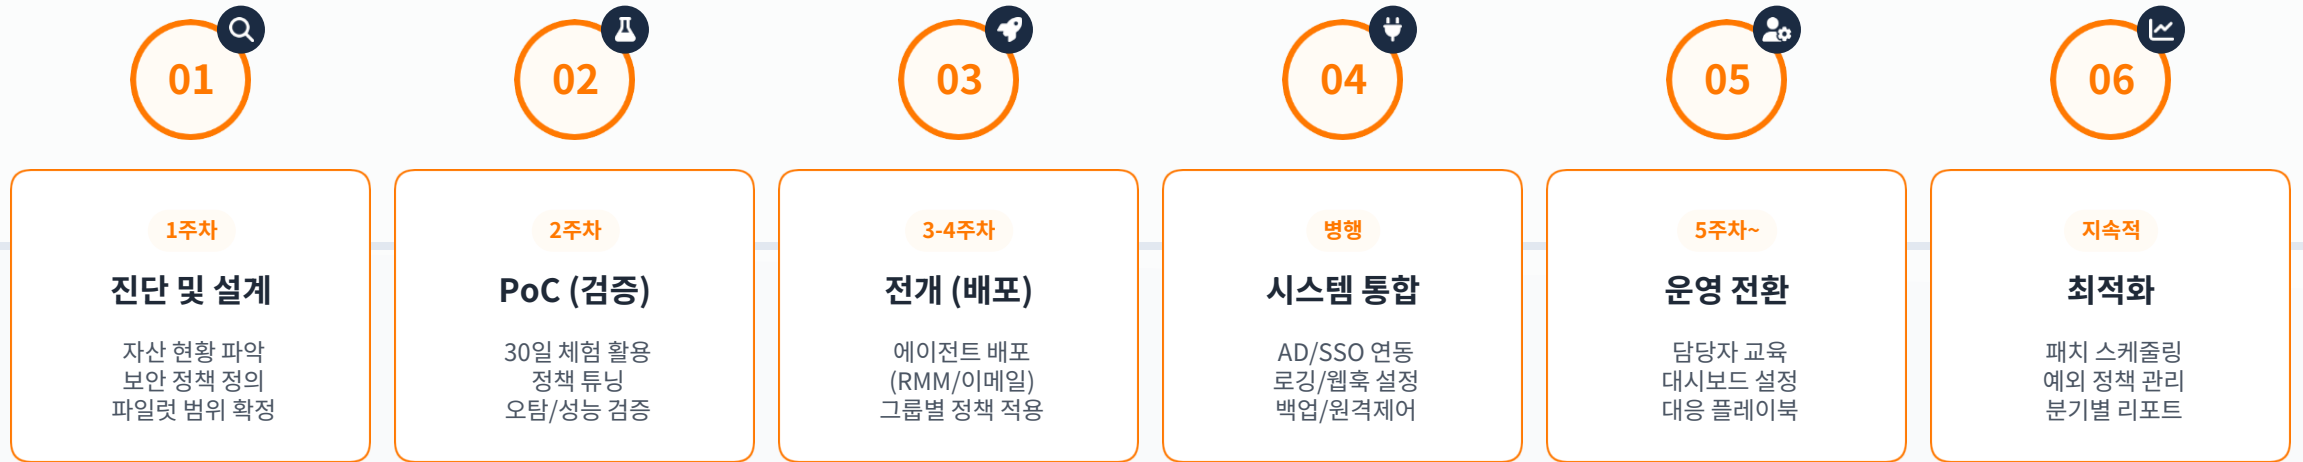 01
1주차
진단 및 설계
자산 현황 파악
보안 정책 정의
파일럿 범위 확정
02
2주차
PoC (검증)
30일 체험 활용
정책 튜닝
오탐/성능 검증
03
3-4주차
전개 (배포)
에이전트 배포
(RMM/이메일)
그룹별 정책 적용
04
병행
시스템 통합
AD/SSO 연동
로깅/웹훅 설정
백업/원격제어
05
5주차~
운영 전환
담당자 교육
대시보드 설정
대응 플레이북
06
지속적
최적화
패치 스케줄링
예외 정책 관리
분기별 리포트